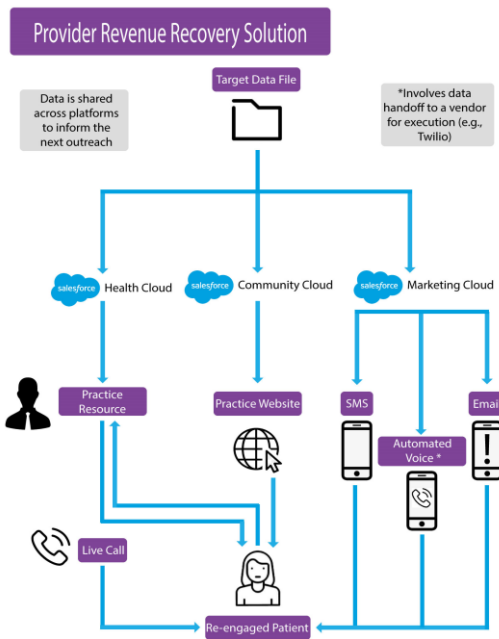 Provider Revenue Recovery Solution
Target Data File
Data is shared
across platforms
to inform the
next outreach
*Involves data
handoff to a vendor
for execution (e.g.,
Twilio)
salesforce Health Cloud
salesforce Community Cloud
salesforce Marketing Cloud
Practice
Resource
Practice Website
SMS
Email
Automated
Voice *
Live Call
Re-engaged Patient